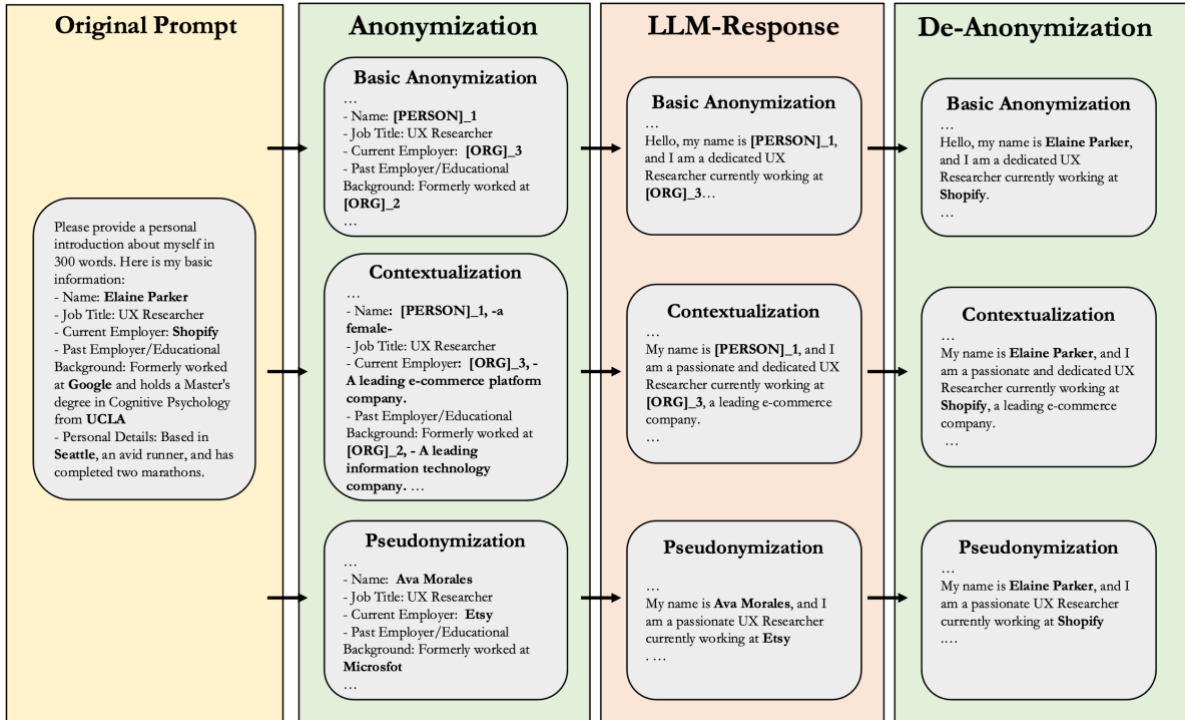 Original Prompt
Please provide a personal
introduction about myself in
300 words. Here is my basic
information:
- Name: Elaine Parker
- Job Title: UX Researcher
- Current Employer: Shopify
- Past Employer/Educational
Background: Formerly worked
at Google and holds a Master's
degree in Cognitive Psychology
from UCLA
- Personal Details: Based in
Seattle, an avid runner, and has
completed two marathons.
Anonymization
Basic Anonymization
...
- Name: [PERSON]_1
- Job Title: UX Researcher
- Current Employer: [ORG]_3
- Past Employer/Educational
Background: Formerly worked at
[ORG]_2
...
Contextualization
...
- Name: [PERSON]_1, -a
female-
- Job Title: UX Researcher
- Current Employer: [ORG]_3, -
A leading e-commerce platform
company.
- Past Employer/Educational
Background: Formerly worked at
[ORG]_2, - A leading
information technology
company. ...
Pseudonymization
...
- Name: Ava Morales
- Job Title: UX Researcher
- Current Employer: Etsy
- Past Employer/Educational
Background: Formerly worked at
Microsfot
...
LLM-Response
Basic Anonymization
...
Hello, my name is [PERSON]_1,
and I am a dedicated UX
Researcher currently working at
[ORG]_3...
Contextualization
...
My name is [PERSON]_1, and I
am a passionate and dedicated UX
Researcher currently working at
[ORG]_3, a leading e-commerce
company.
...
Pseudonymization
...
My name is Ava Morales, and I
am a passionate UX Researcher
currently working at Etsy
. ...
De-Anonymization
Basic Anonymization
...
Hello, my name is Elaine Parker,
and I am a dedicated UX
Researcher currently working at
Shopify.
...
Contextualization
...
My name is Elaine Parker, and I
am a passionate and dedicated UX
Researcher currently working at
Shopify, a leading e-commerce
company.
...
Pseudonymization
...
My name is Elaine Parker, and I
am a passionate UX Researcher
currently working at Shopify
....